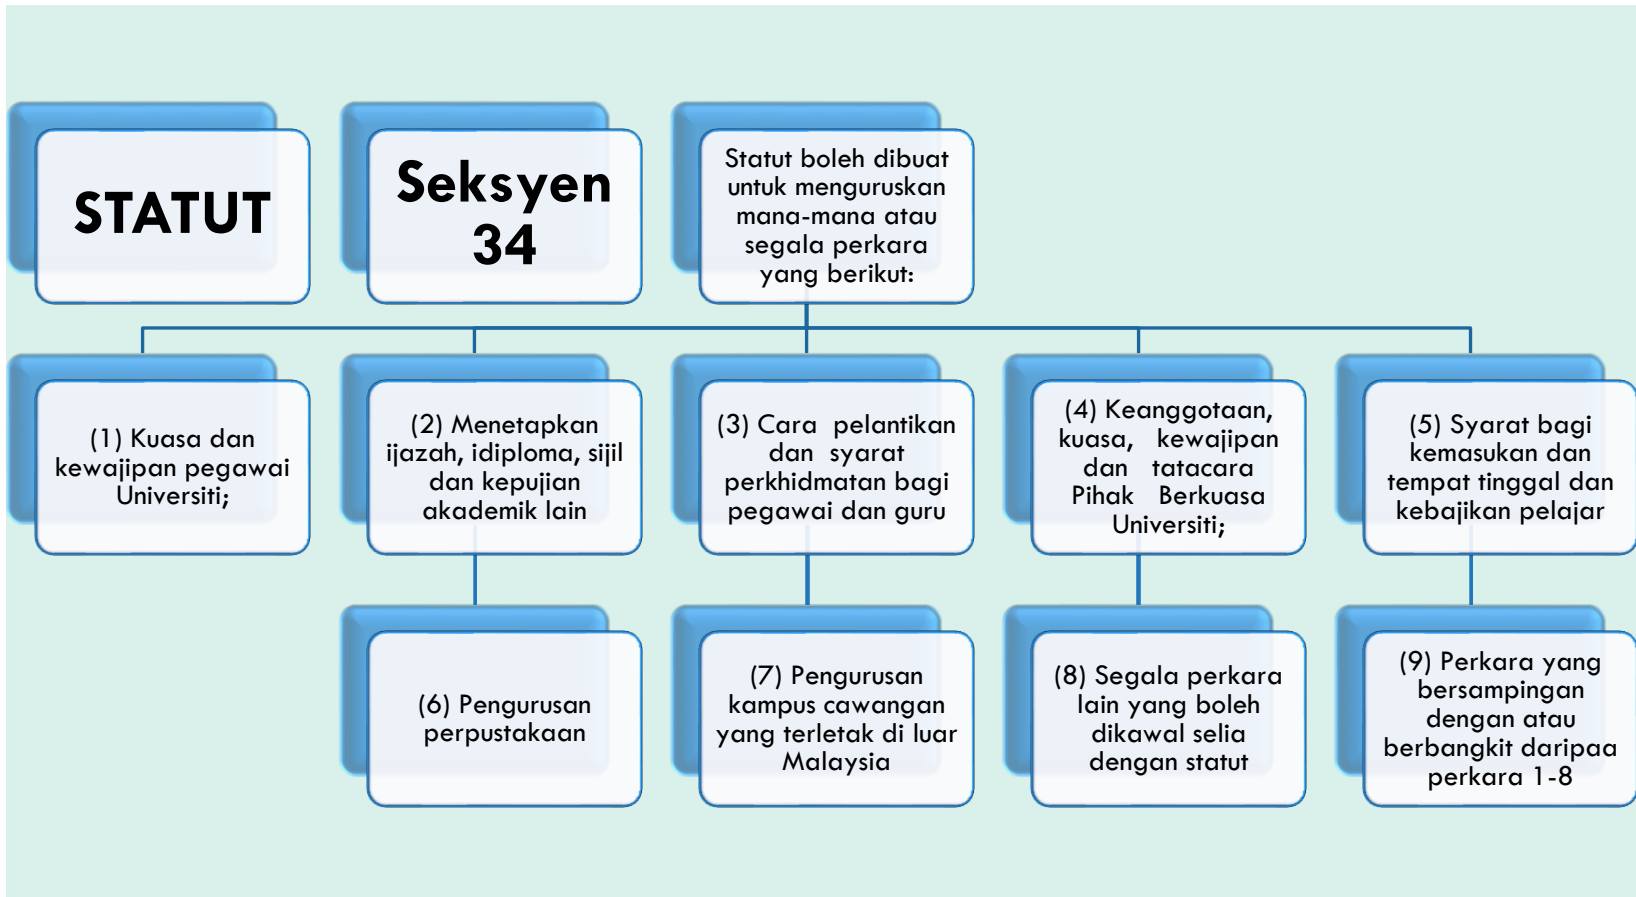 STATUT
Seksyen
34
Statut boleh dibuat
untuk menguruskan
mana-mana atau
segala perkara
yang berikut:
(1) Kuasa dan
kewajipan pegawai
Universiti;
(2) Menetapkan
ijazah, idiploma, sijil
dan kepujian
akademik lain
(3) Cara pelantikan
dan syarat
perkhidmatan bagi
pegawai dan guru
(4) Keanggotaan,
kuasa, kewajipan
dan tatacara
Pihak Berkuasa
Universiti;
(5) Syarat bagi
kemasukan dan
tempat tinggal dan
kebajikan pelajar
(6) Pengurusan
perpustakaan
(7) Pengurusan
kampus cawangan
yang terletak di luar
Malaysia
(8) Segala perkara
lain yang boleh
dikawal selia
dengan statut
(9) Perkara yang
bersampingan
dengan atau
berbangkit daripaa
perkara 1-8